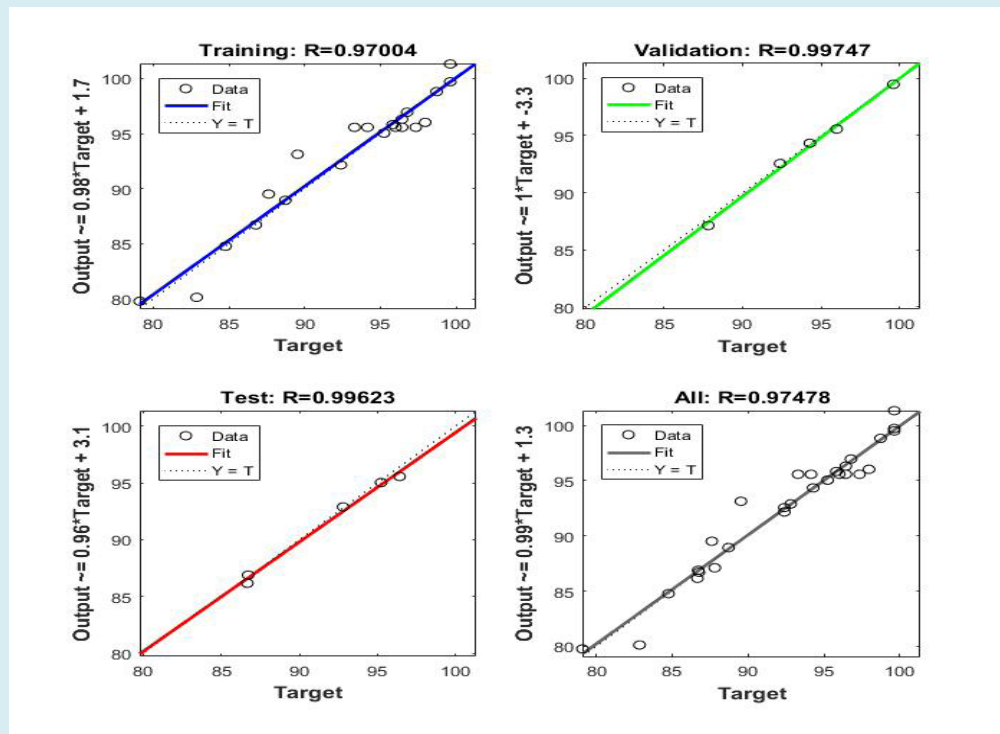 Training: R=0.97004
Output ~= 0.98*Target + 1.7
100
95
90
85
80
Data
Fit
Y = T
80 85 90 95 100
Target
Validation: R=0.99747
Output ~= 1*Target + -3.3
100
95
90
85
80
Data
Fit
Y = T
80 85 90 95 100
Target
Test: R=0.99623
Output ~= 0.96*Target + 3.1
100
95
90
85
80
Data
Fit
Y = T
80 85 90 95 100
Target
All: R=0.97478
Output ~= 0.99*Target + 1.3
100
95
90
85
80
Data
Fit
Y = T
80 85 90 95 100
Target